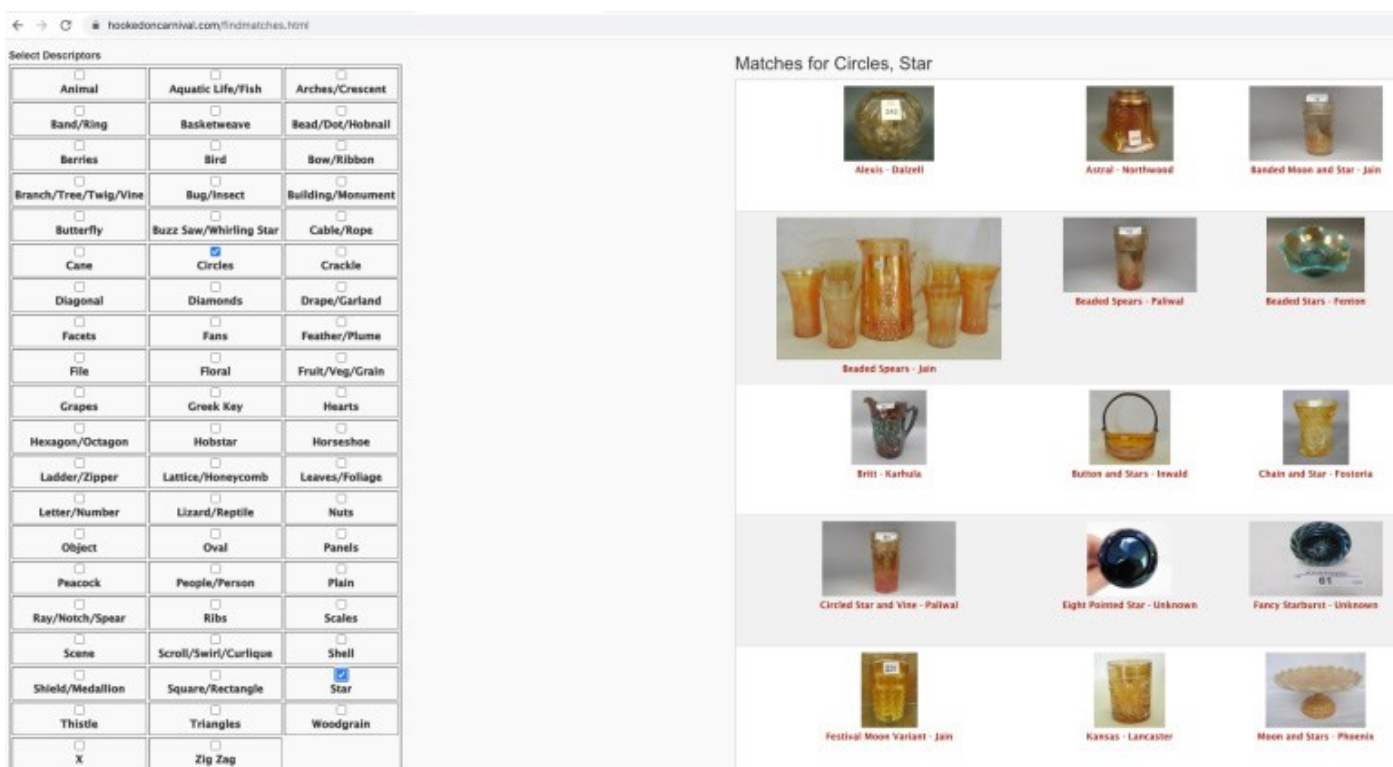 hookedoncarnival.com/findmatches.html
Select Descriptors
Animal Aquatic Life/Fish Arches/Crescent
Band/Ring Basketweave Bead/Dot/Hobnail
Berries Bird Bow/Ribbon
Branch/Tree/Twig/Vine Bug/Insect Building/Monument
Butterfly Buzz Saw/Whirling Star Cable/Rope
Cane Circles Crackle
Diagonal Diamonds Drape/Garland
Facets Fans Feather/Plume
File Floral Fruit/Veg/Grain
Grapes Greek Key Hearts
Hexagon/Octagon Hobstar Horseshoe
Ladder/Zipper Lattice/Honeycomb Leaves/Foliage
Letter/Number Lizard/Reptile Nuts
Object Oval Panels
Peacock People/Person Plain
Ray/Notch/Spear Ribs Scales
Scene Scroll/Swirl/Curlique Shell
Shield/Medallion Square/Rectangle Star
Thistle Triangles Woodgrain
X Zig Zag
Matches for Circles, Star
242
Alexis - Dalzell Astral - Northwood Banded Moon and Star - Jain
Beaded Spears - Jain Beaded Spears - Paliwal Beaded Stars - Fenton
Britt - Karhula Button and Stars - Inwald Chain and Star - Fostoria
61
Circled Star and Vine - Paliwal Eight Pointed Star - Unknown Fancy Starburst - Unknown
231
Festival Moon Variant - Jain Kansas - Lancaster Moon and Stars - Phoenix